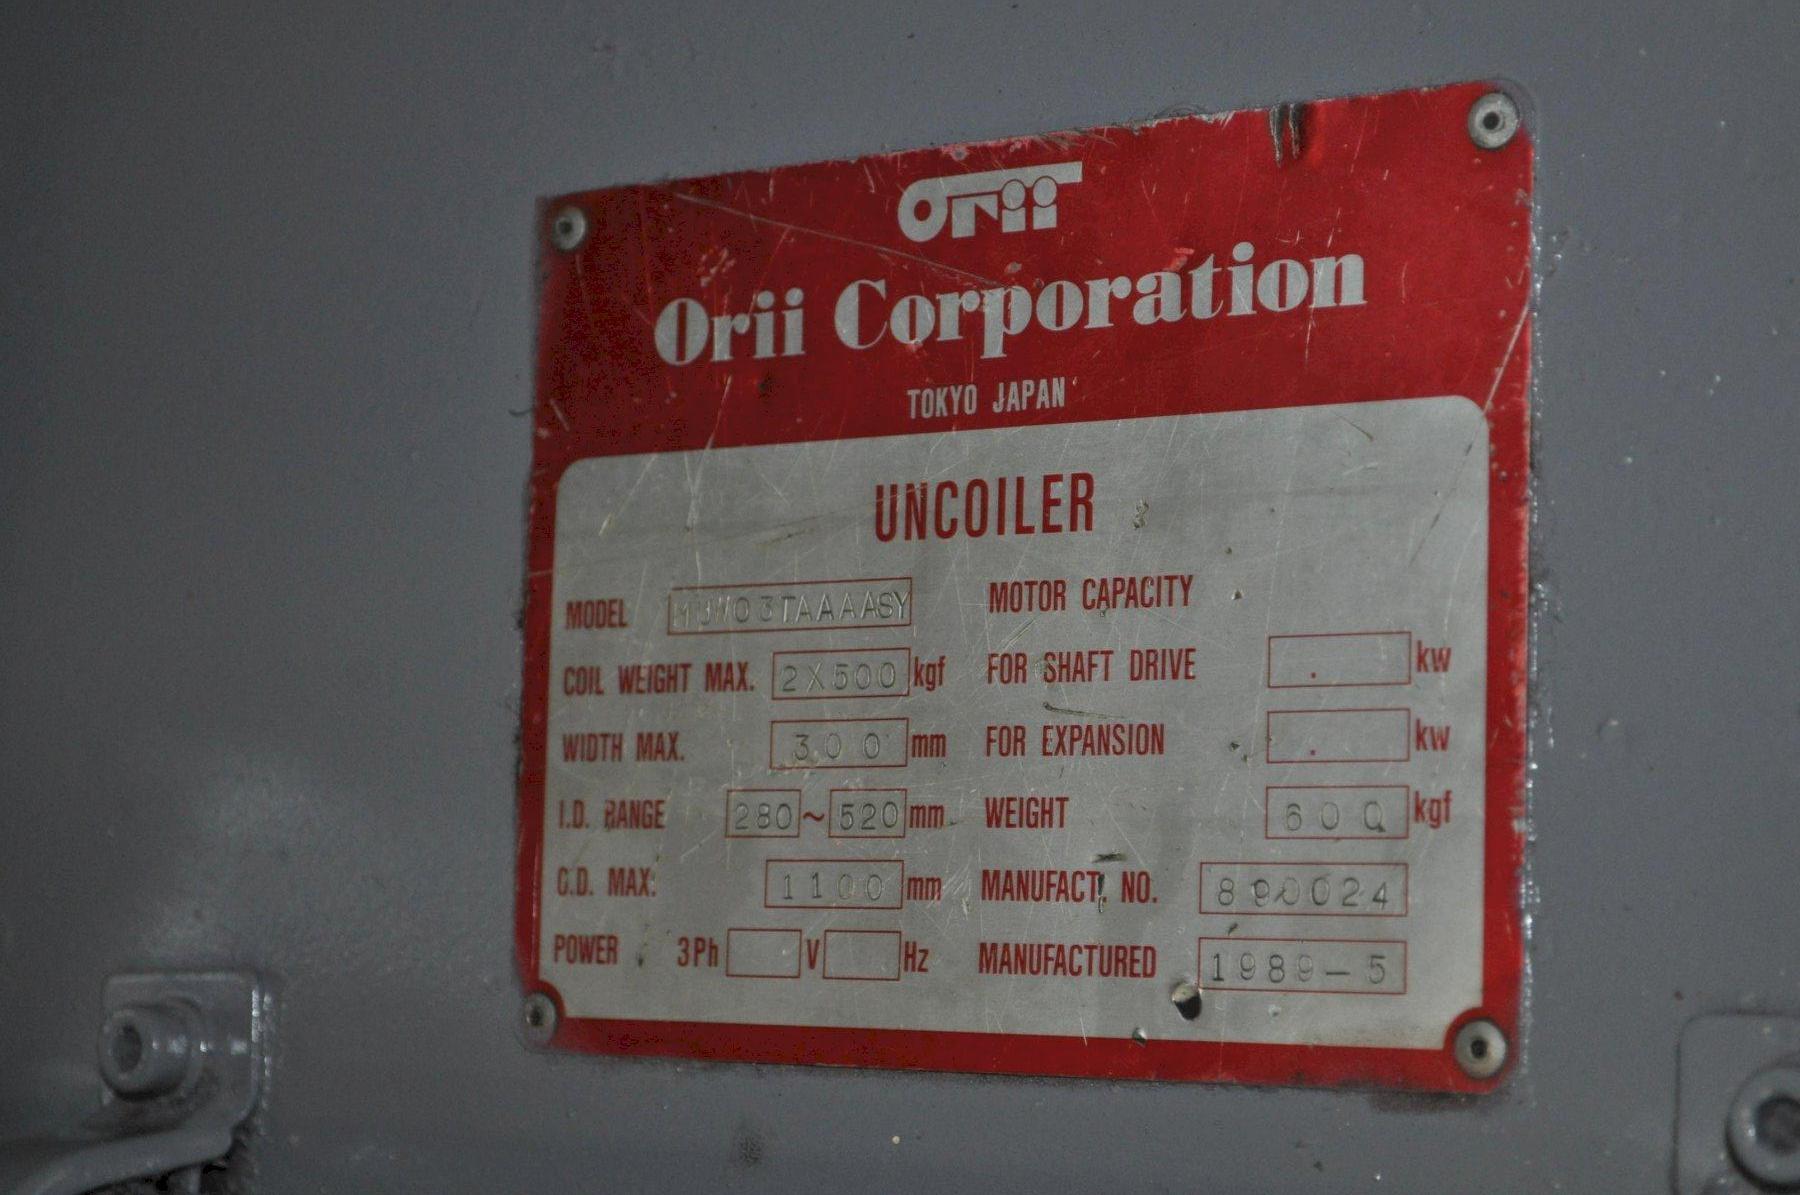 Orii
Orii Corporation
TOKYO JAPAN
UNCOILER
MODEL MUW03TAAAASY MOTOR CAPACITY
COIL WEIGHT MAX. 2X500 kgf FOR SHAFT DRIVE . kw
WIDTH MAX. 300 mm FOR EXPANSION . kw
I.D. RANGE 280 ~ 520 mm WEIGHT 600 kgf
O.D. MAX. 1100 mm MANUFACT. NO. 890024
POWER 3Ph V Hz MANUFACTURED 1989-5